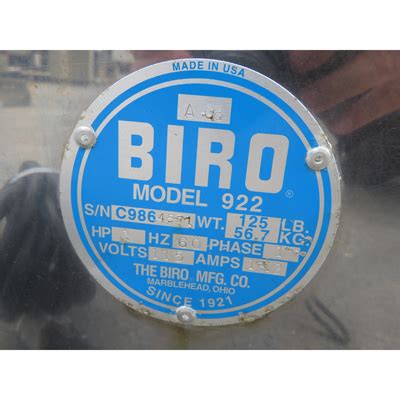 MADE IN USA
BIRO®
MODEL 922
S/N WT. 125 LB.
56.7 KG.
HP HZ 60 PHASE
VOLTS 115 AMPS
THE BIRO MFG. CO.
MARBLEHEAD, OHIO
SINCE 1921